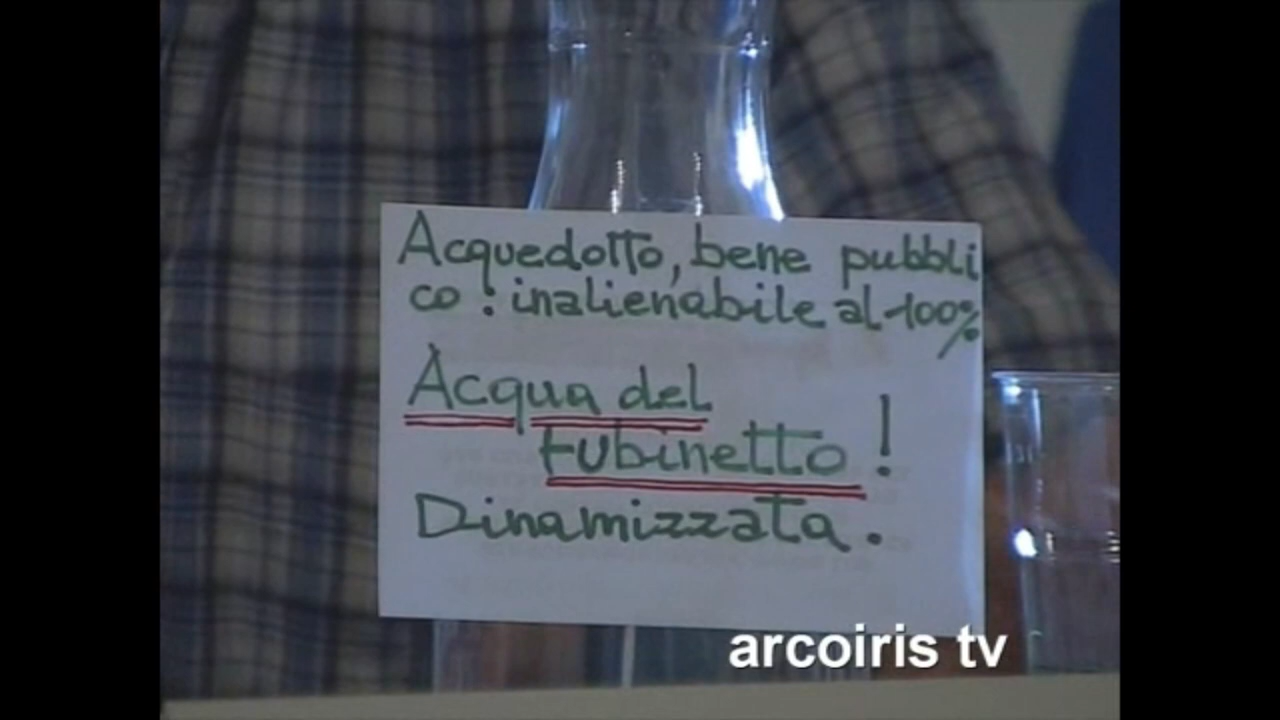 Acquedotto, bene pubbli
co : inalienabile al 100%
Acqua del
rubinetto !
Dinamizzata.
arcoiris tv